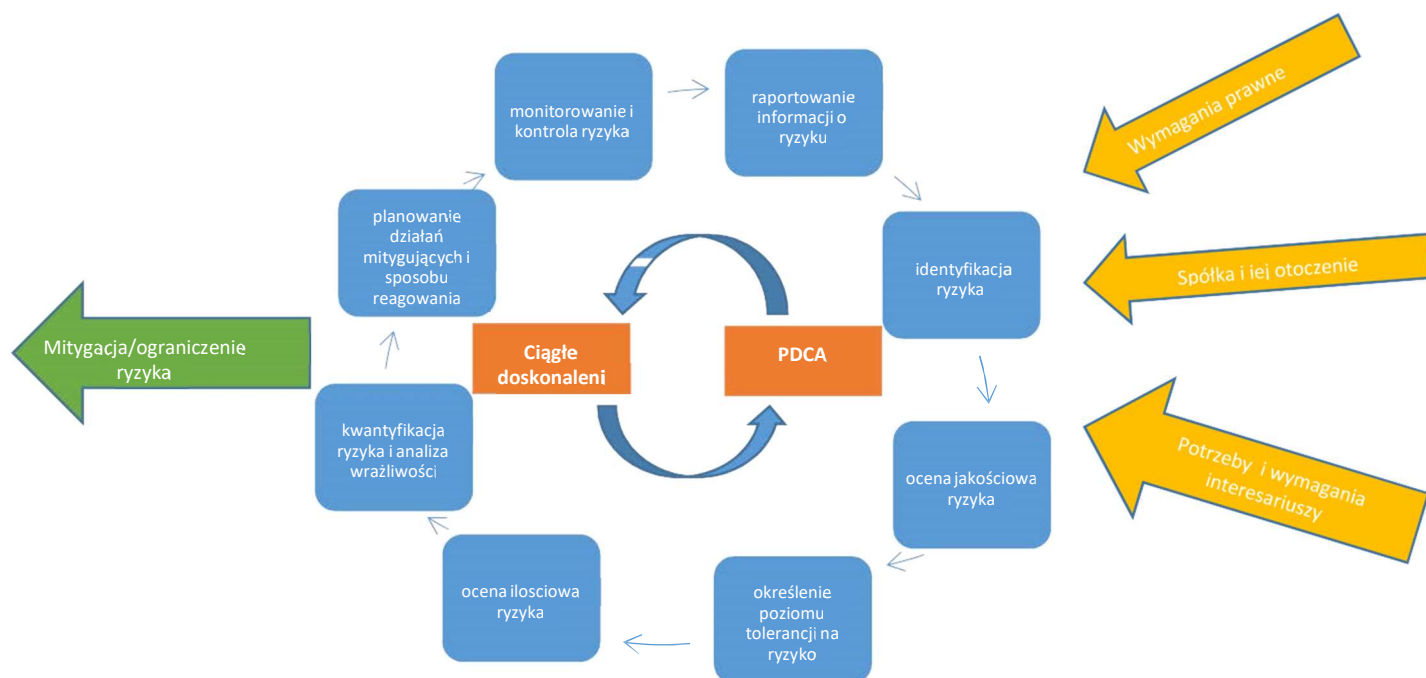 monitorowanie i
kontrola ryzyka
raportowanie
informacji o
ryzyku
Wymagania prawne
planowanie
działań
mitygujących i
sposobu
reagowania
identyfikacja
ryzyka
Spółka i iej otoczenie
Mitygacja/ograniczenie
ryzyka
Ciągłe
doskonaleni
PDCA
kwantyfikacja
ryzyka i analiza
wrażliwości
ocena jakościowa
ryzyka
Potrzeby i wymagania
interesariuszy
ocena ilosciowa
ryzyka
określenie
poziomu
tolerancji na
ryzyko